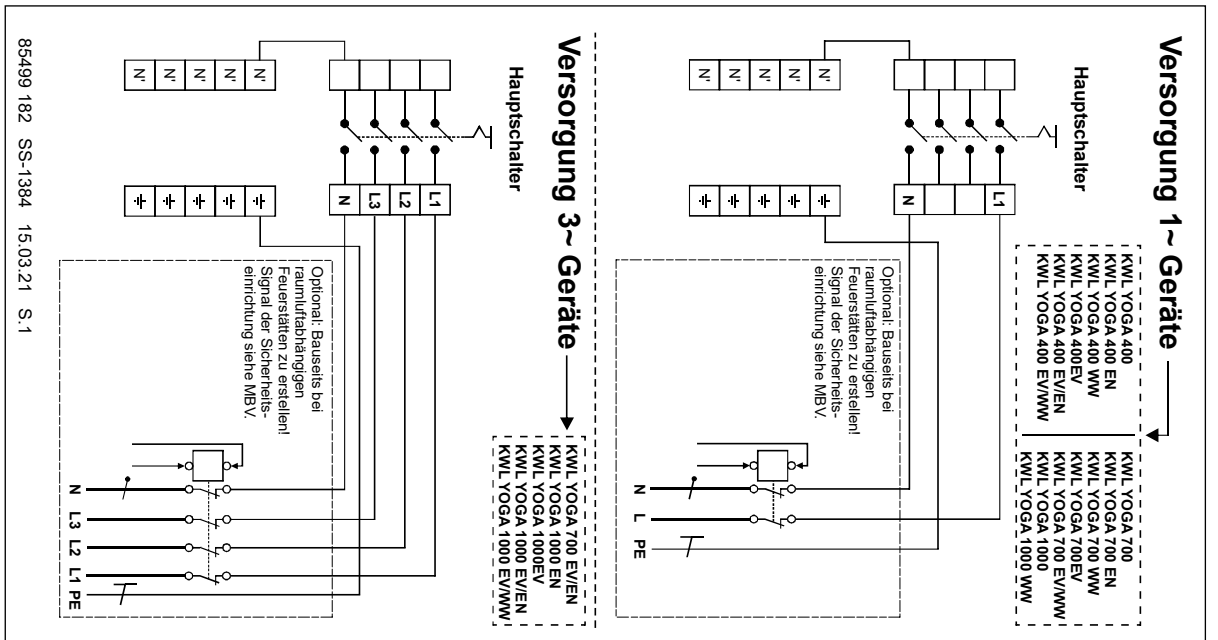 Versorgung 1~ Geräte
KWL YOGA 400
KWL YOGA 400 EN
KWL YOGA 400 WW
KWL YOGA 400EV
KWL YOGA 400 EV/EN
KWL YOGA 400 EV/WW
KWL YOGA 700
KWL YOGA 700 EN
KWL YOGA 700 WW
KWL YOGA 700EV
KWL YOGA 700 EV/WW
KWL YOGA 1000
KWL YOGA 1000 WW
Hauptschalter
L1
N
N'
N'
N'
N'
N'
Optional: Bauseits bei
raumluftabhängigen
Feuerstätten zu erstellen!
Signal der Sicherheits-
einrichtung siehe MBV.
N
L
PE
Versorgung 3~ Geräte
KWL YOGA 700 EV/EN
KWL YOGA 1000 EN
KWL YOGA 1000EV
KWL YOGA 1000 EV/EN
KWL YOGA 1000 EV/WW
Hauptschalter
L1
L2
L3
N
N'
N'
N'
N'
N'
Optional: Bauseits bei
raumluftabhängigen
Feuerstätten zu erstellen!
Signal der Sicherheits-
einrichtung siehe MBV.
N
L3
L2
L1
PE
85499 182 SS-1384 15.03.21 S.1